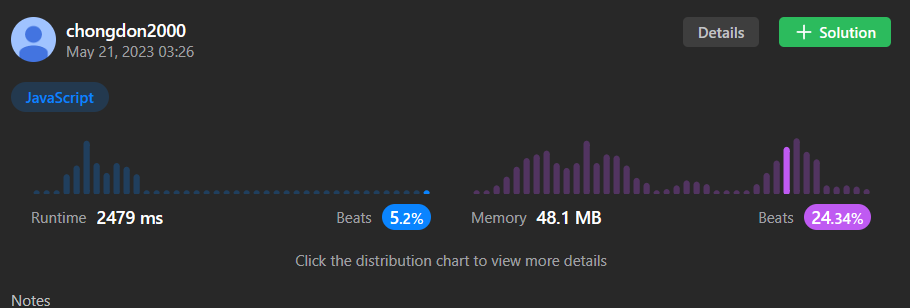 chongdon2000
May 21, 2023 03:26
Details
Solution
JavaScript
Runtime 2479 ms Beats 5.2%
Memory 48.1 MB Beats 24.34%
Click the distribution chart to view more details
Notes